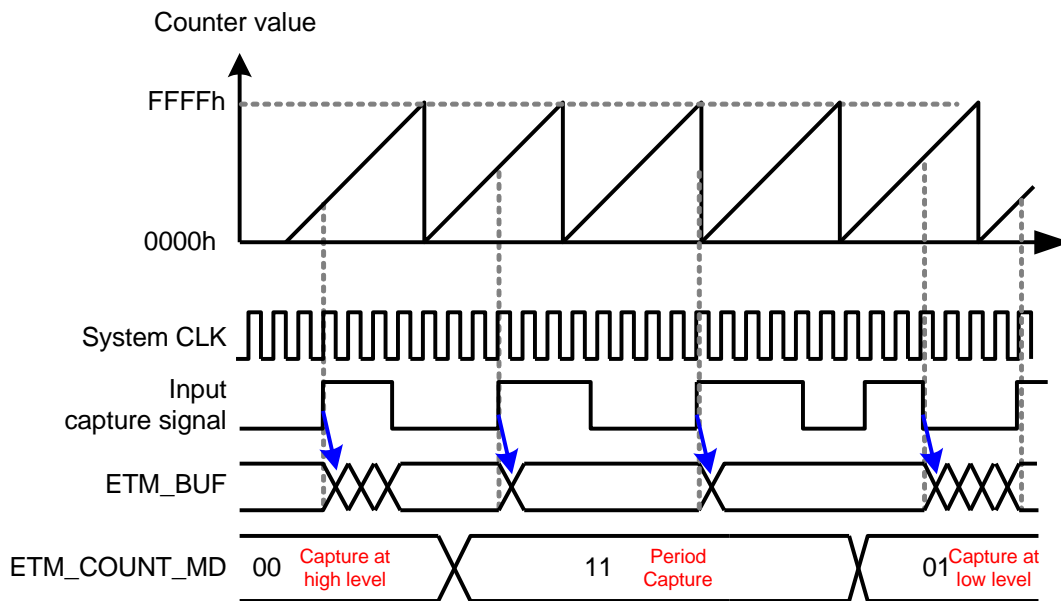 Counter value
FFFFh
0000h
System CLK
Input
capture signal
ETM_BUF
ETM_COUNT_MD
00
Capture at
high level
11
Period
Capture
01
Capture at
low level